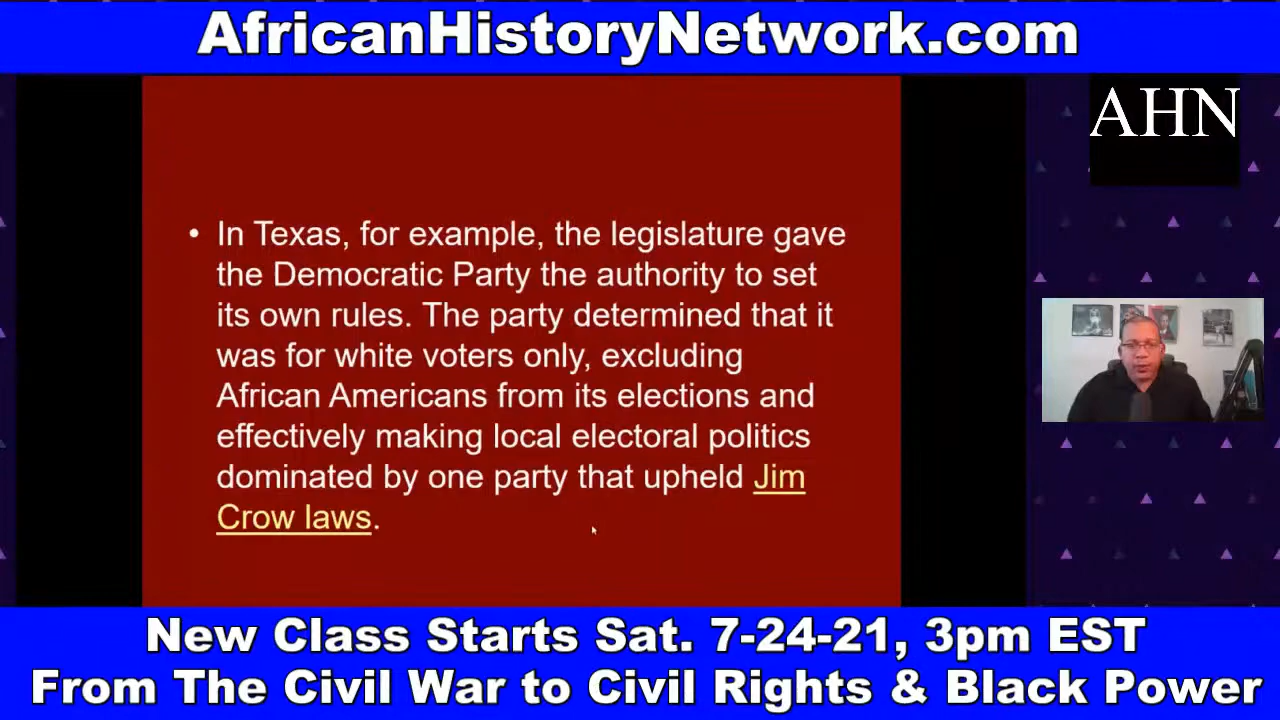 AfricanHistoryNetwork.com
AHN
• In Texas, for example, the legislature gave
the Democratic Party the authority to set
its own rules. The party determined that it
was for white voters only, excluding
African Americans from its elections and
effectively making local electoral politics
dominated by one party that upheld Jim
Crow laws.
New Class Starts Sat. 7-24-21, 3pm EST
From The Civil War to Civil Rights & Black Power